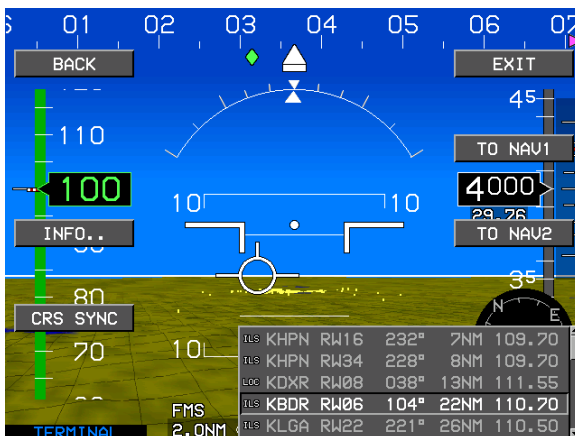 01 02 03 04 05 06 07
BACK
EXIT
45
110
TO NAV1
100
4000
10 10
29.76
INFO..
TO NAV2
80
35
N E
CRS SYNC
ILS KHPN RW16 232° 7NM 109.70
ILS KHPN RW34 228° 8NM 109.70
70
10
LOC KDXR RW08 038° 13NM 111.55
FMS
ILS KBDR RW06 104° 22NM 110.70
TERMINAL
2.0NM
ILS KLGA RW22 221° 26NM 110.50